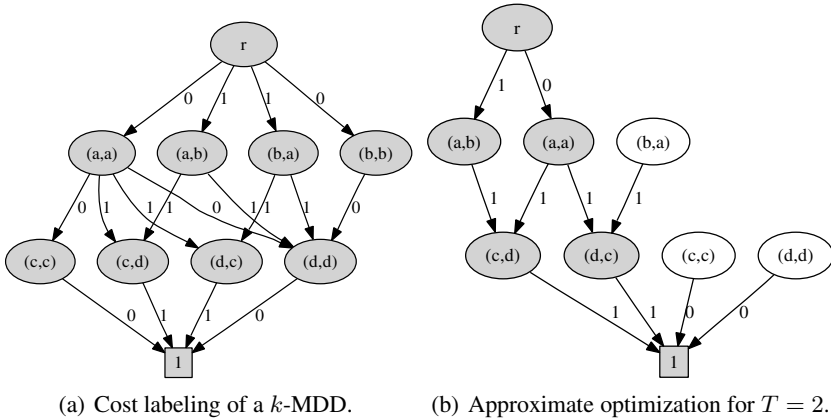 r
0 1 1 0
(a,a) (a,b) (b,a) (b,b)
0 1 1 1 0 1 1 1 0
(c,c) (c,d) (d,c) (d,d)
0 1 1 0
1
(a) Cost labeling of a k-MDD.
r
1 0
(a,b) (a,a) (b,a)
1 1 1 1
(c,d) (d,c) (c,c) (d,d)
1 1 0 0
1
(b) Approximate optimization for T = 2.